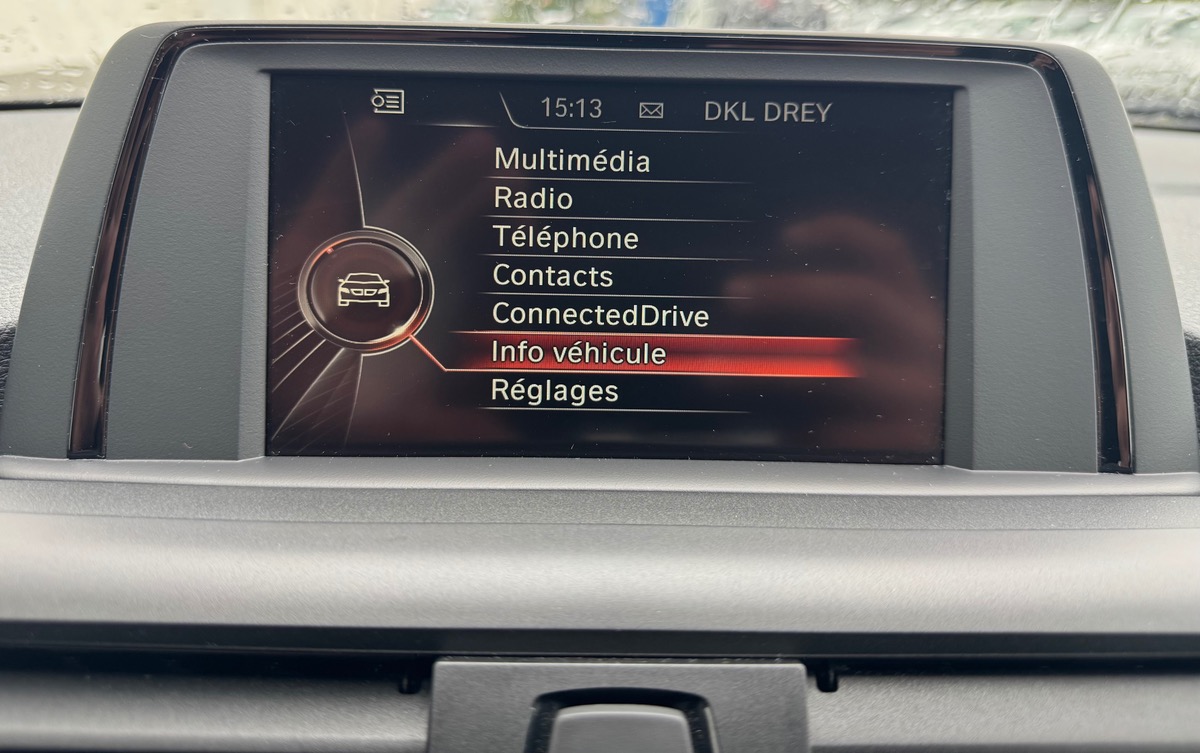 15:13 DKL DREY
Multimédia
Radio
Téléphone
Contacts
ConnectedDrive
Info véhicule
Réglages